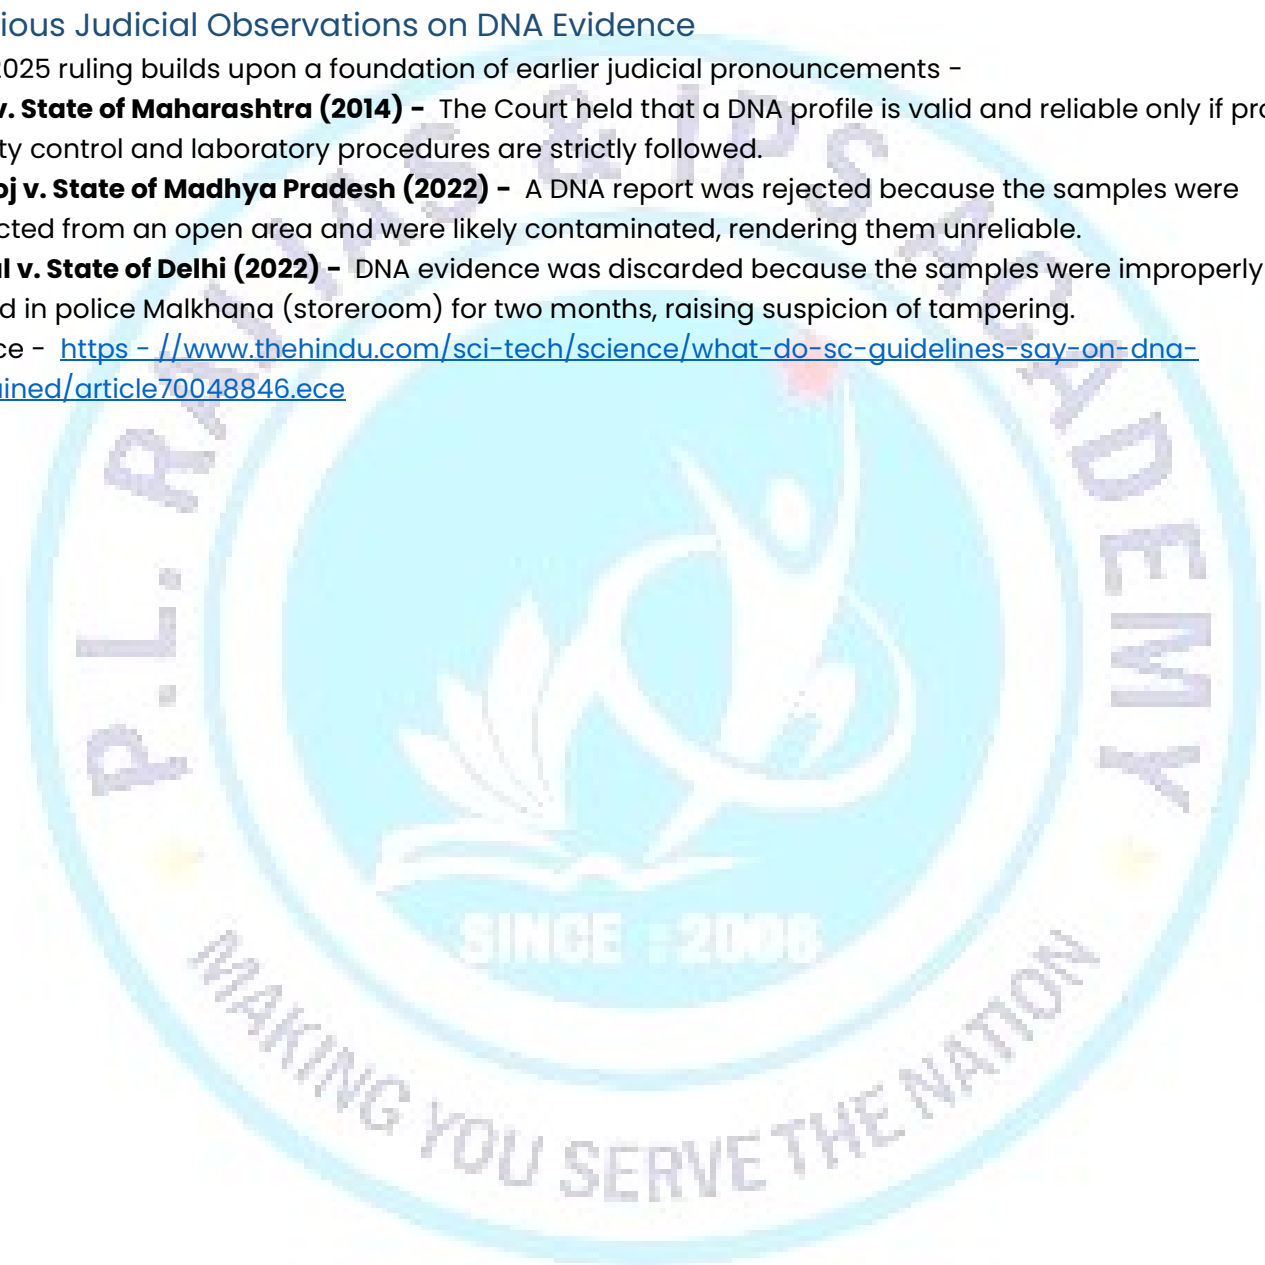 ious Judicial Observations on DNA Evidence
2025 ruling builds upon a foundation of earlier judicial pronouncements -
v. State of Maharashtra (2014) - The Court held that a DNA profile is valid and reliable only if pro
ty control and laboratory procedures are strictly followed.
oj v. State of Madhya Pradesh (2022) - A DNA report was rejected because the samples were
cted from an open area and were likely contaminated, rendering them unreliable.
l v. State of Delhi (2022) - DNA evidence was discarded because the samples were improperly
d in police Malkhana (storeroom) for two months, raising suspicion of tampering.
ce - https - //www.thehindu.com/sci-tech/science/what-do-sc-guidelines-say-on-dna-
ained/article70048846.ece
P.L. RAJ IAS & IPS ACADEMY
SINCE :2006
MAKING YOU SERVE THE NATION